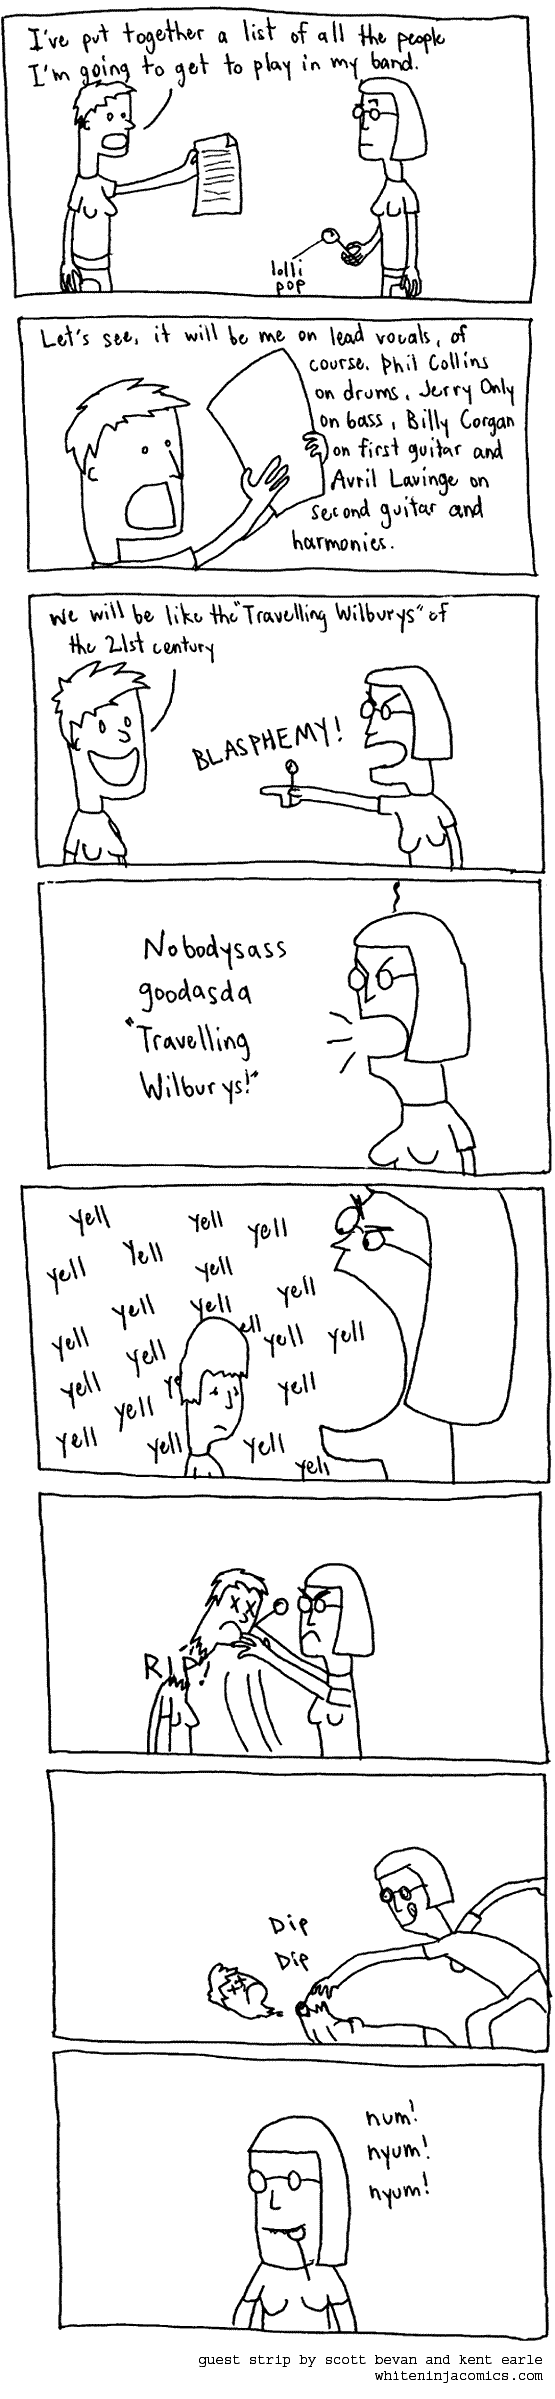 I've put together a list of all the people
I'm going to get to play in my band.
lolli
pop
Let's see, it will be me on lead vocals, of
course. Phil Collins
on drums, Jerry Only
on bass, Billy Corgan
on first guitar and
Avril Lavinge on
second guitar and
harmonies.
We will be like the "Travelling Wilburys" of
the 21st century
BLASPHEMY!
Nobodysass
goodasda
"Travelling
Wilburys!"
yell
yell yell
yell yell
yell
yell
yell yell
ell
yell yell yell
yell
yell ye yell
yell
yell yell yell
yell
RIP!
Dip
Dip
num!
nyum!
nyum!
guest strip by scott bevan and kent earle
whiteninjacomics.com